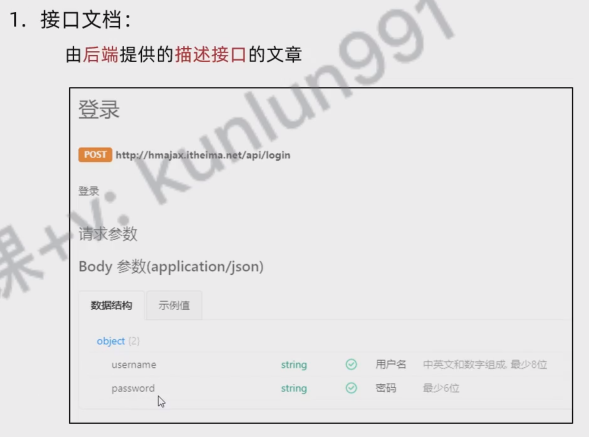 1. 接口文档：
由后端提供的描述接口的文章
登录
POST http://hmajax.itheima.net/api/login
登录
请求参数
Body 参数(application/json)
数据结构 示例值
object {2}
username string 用户名 中英文和数字组成, 最少8位
password string 密码 最少6位
课+v: kunlun991